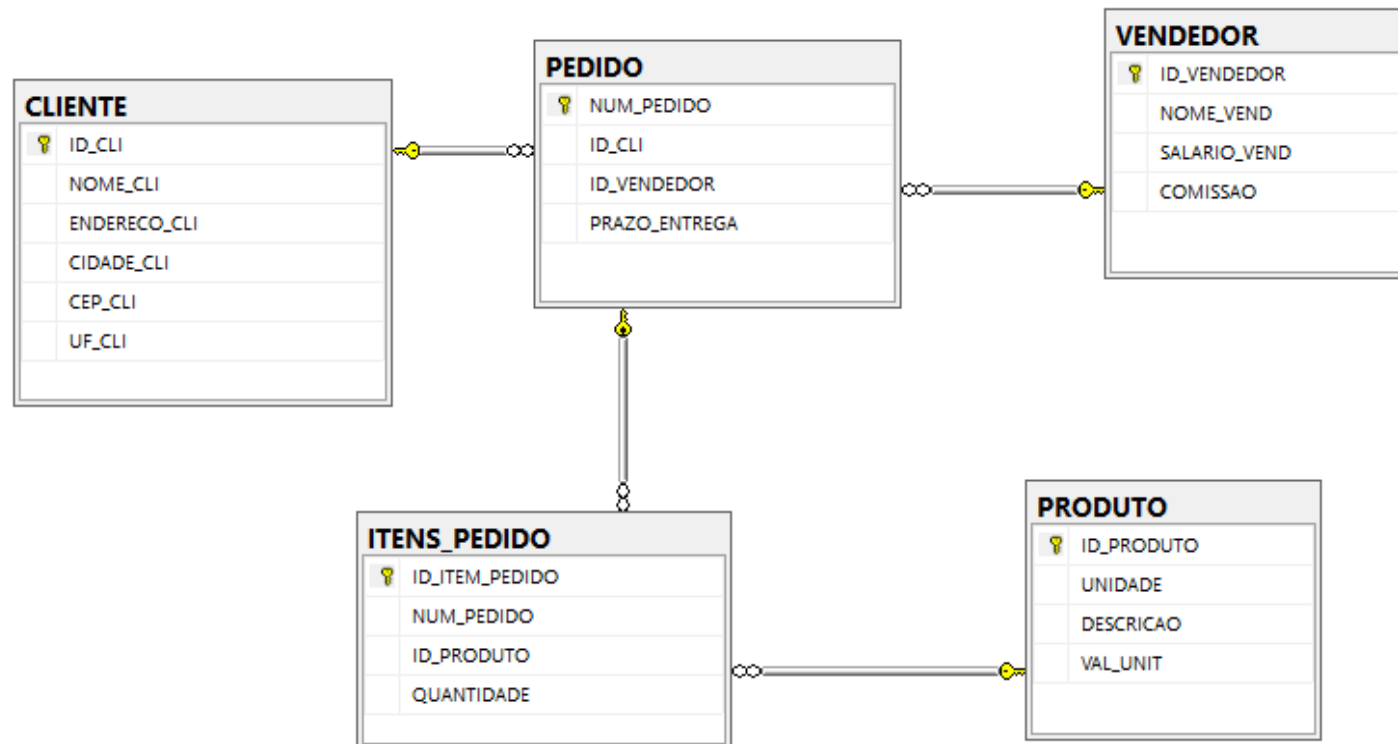 CLIENTE
ID_CLI
NOME_CLI
ENDERECO_CLI
CIDADE_CLI
CEP_CLI
UF_CLI
PEDIDO
NUM_PEDIDO
ID_CLI
ID_VENDEDOR
PRAZO_ENTREGA
VENDEDOR
ID_VENDEDOR
NOME_VEND
SALARIO_VEND
COMISSAO
ITENS_PEDIDO
ID_ITEM_PEDIDO
NUM_PEDIDO
ID_PRODUTO
QUANTIDADE
PRODUTO
ID_PRODUTO
UNIDADE
DESCRICAO
VAL_UNIT